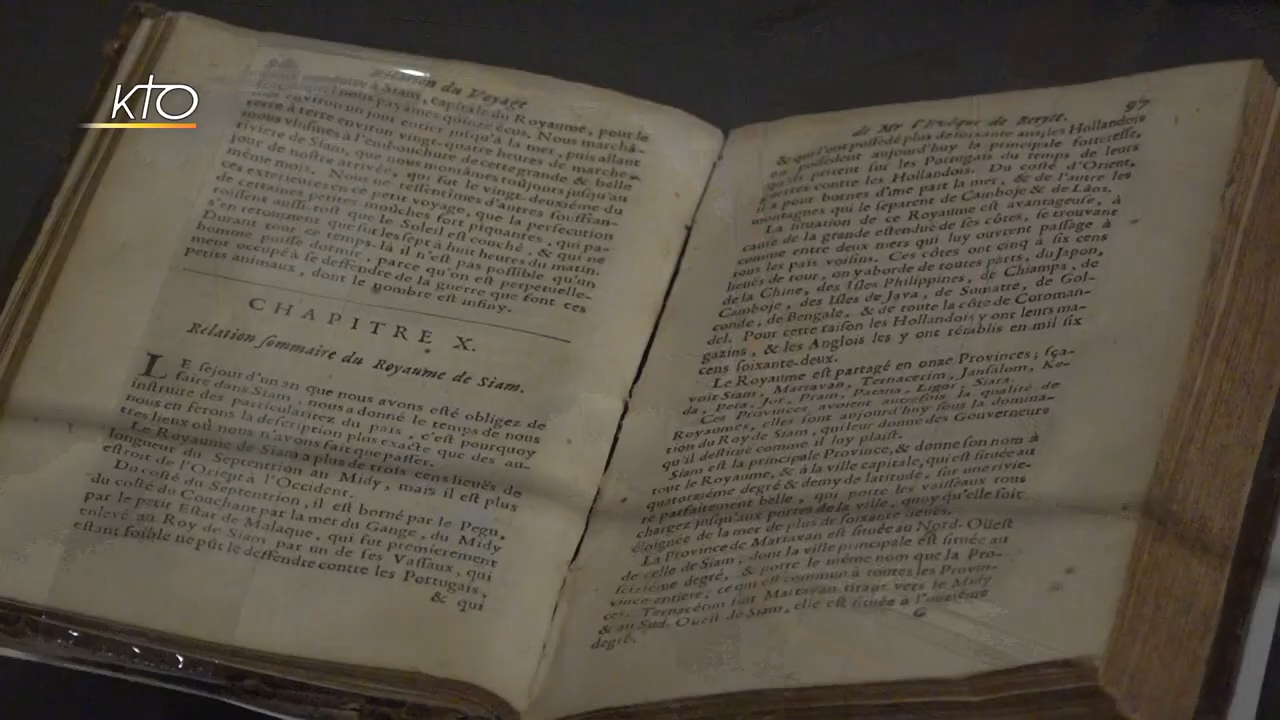 KTO
Relation du Voyage
conduire à Siam, capitale du Royaume, pour le-
nous payâmes quinze écus. Nous marchâ-
environ un jour entier jusqu'à la mer, puis allant
terre à terre environ vingt-quatre heures de marche,
nous vinsmes à l'embouchure de cette grande & belle
riviere de Siam, que nous montâmes toûjours jusqu'au
jour de nostre arrivée, qui fut le vingt-deuxiéme du
même mois. Nous ne ressentîmes d'autres souffran-
ces exterieures en ce petit voyage, que la persecution
de certaines petites mouches fort piquantes, qui pa-
roissent aussi-tost que le Soleil est couché, & qui ne
s'en retournent que sur les sept à huit heures du matin.
Durant tout ce temps-là il n'est pas possible qu'un
homme puisse dormir, parce qu'on est perpetuelle-
ment occupé à se deffendre de la guerre que font ces
petits animaux, dont le nombre est infiny.
CHAPITRE X.
Relation sommaire du Royaume de Siam.
LE sejour d'un an que nous avons esté obligez de
faire dans Siam, nous a donné le temps de nous
instruire des particularitez du païs, c'est pourquoy
nous en ferons la description plus exacte que des au-
tres lieux où nous n'avons fait que passer.
Le Royaume de Siam a plus de trois cens lieuës de
longueur du Septentrion au Midy, mais il est plus
estroit de l'Orient à l'Occident.
Du costé du Septentrion, il est borné par le Pegu,
du costé du Couchant par la mer du Gange, du Midy
par le petit Estat de Malaque, qui fut premierement
enlevé au Roy de Siam par un de ses Vassaux, qui
estant foible ne pût le deffendre contre les Portugais,
& qui
97
de Mr l'Evêque de Beryte.
& qui l'ont possedé plus de soixante ans; les Hollandois
en possedent aujourd'huy la principale forteresse,
qu'ils prirent sur les Portugais du temps de leurs
guerres contre les Hollandois. Du costé d'Orient,
il a pour bornes d'une part la mer, & de l'autre les
montagnes qui le separent de Camboje & de Lâos.
La situation de ce Royaume est avantageuse, à
cause de la grande estenduë de ses côtes, se trouvant
comme entre deux mers qui luy ouvrent passage à
tous les païs voisins. Ces côtes ont cinq à six cens
lieuës de tour, on y aborde de toutes parts, du Japon,
de la Chine, des Isles Philippines, de Chiampa, de
Camboje, des Isles de Java, de Sumatre, de Gol-
conde, de Bengale, & de toute la côte de Coroman-
del. Pour cette raison les Hollandois y ont leurs ma-
gazins, & les Anglois les y ont rétablis en mil six
cens soixante-deux.
Le Royaume est partagé en onze Provinces; sça-
voir Siam, Martavan, Ternacerim, Jansalom, Ke-
da, Pera, Jor, Pram, Parana, Ligor, Siara.
Ces Provinces avoient autrefois la qualité de
Royaumes, elles sont aujourd'huy sous la domina-
tion du Roy de Siam, qui leur donne des Gouverneurs
qu'il destituë comme il luy plaist.
Siam est la principale Province, & donne son nom à
tout le Royaume, & à la ville capitale, qui est située au
quatorziéme degré & demy de latitude, sur une rivie-
re parfaitement belle, qui porte les vaisseaux tous
chargez jusqu'aux portes de la ville, quoy qu'elle soit
éloignée de la mer de plus de soixante lieuës.
La Province de Martavan est située au Nord-Oüest
de celle de Siam, dont la ville principale est située au
seiziéme degré, & porte le même nom que la Pro-
vince entiere; ce qui est commun à toutes les Provin-
ces. Ternacérim suit Martavan tirant vers le Midy
& au Sud-Oüest de Siam, elle est située à l'onziéme
degré.
G